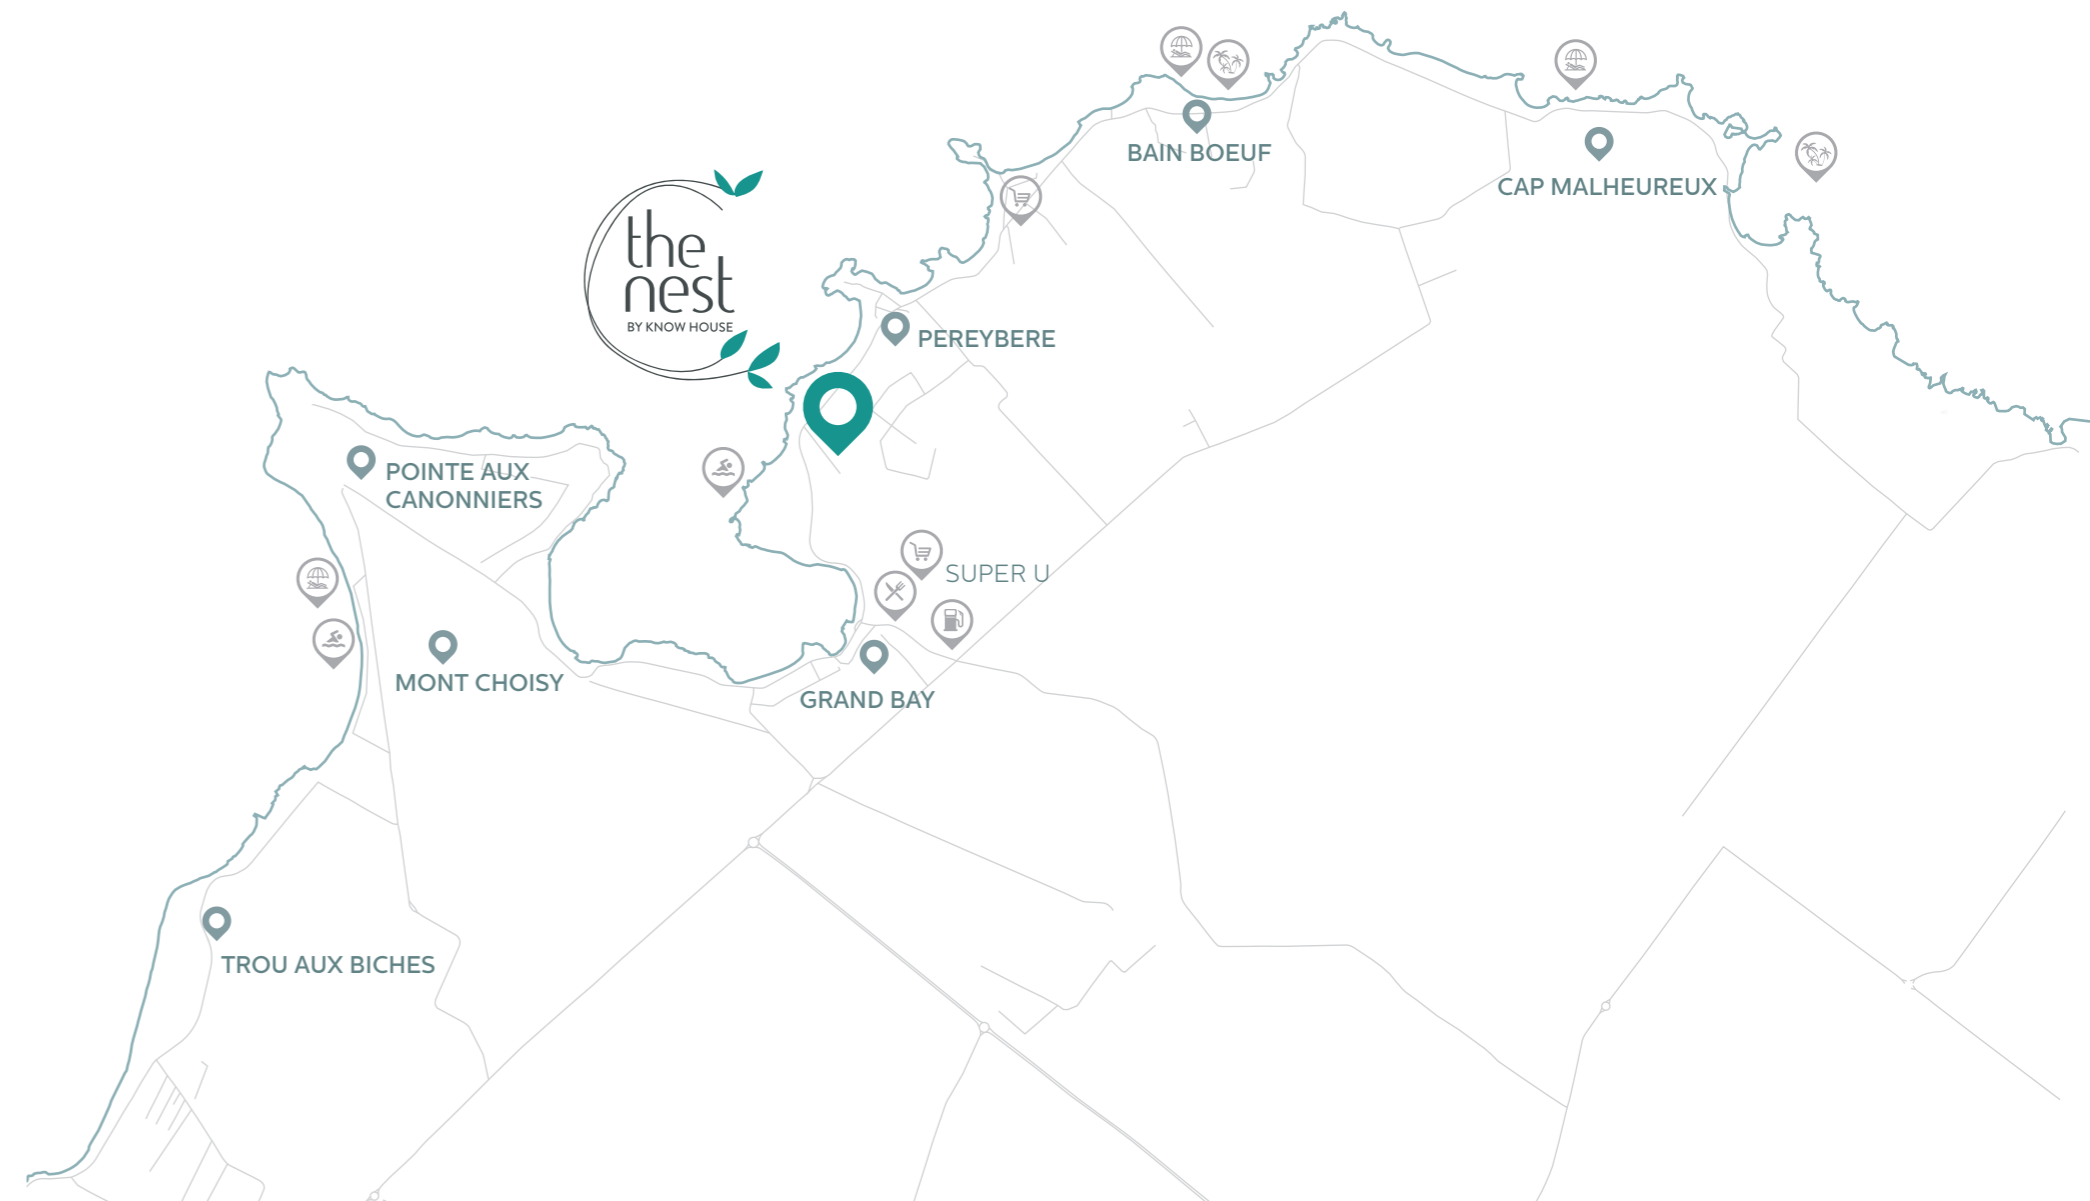 BAIN BOEUF
CAP MALHEUREUX
the
nest
BY KNOW HOUSE
PEREYBERE
POINTE AUX
CANONNIERS
SUPER U
MONT CHOISY
GRAND BAY
TROU AUX BICHES